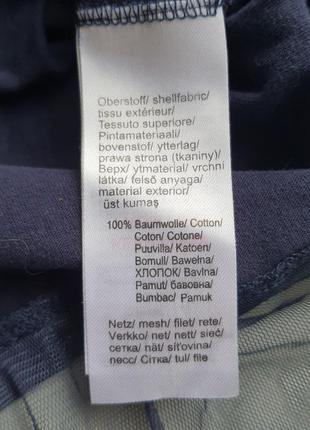 Oberstoff/ shellfabric/
tissu extérieur/
Tessuto superiore/
Pintamateriaali/
bovenstof/ ytterlag/
prawa strona (tkaniny)/
Верх/ ytmaterial/ vrchní
látka/ felső anyaga/
material exterior/
üst kumaş
100% Baumwolle/ Cotton/
Coton/ Cotone/
Puuvilla/ Katoen/
Bomull/ Bawełna/
ХЛОПОК/ Bavlna/
Pamut/ бавовна/
Bumbac/ Pamuk
Netz/ mesh/ filet/ rete/
Verkko/ net/ nett/ sieć/
сетка/ nät/ síťovina/
necc/ Сітка/ tul/ file